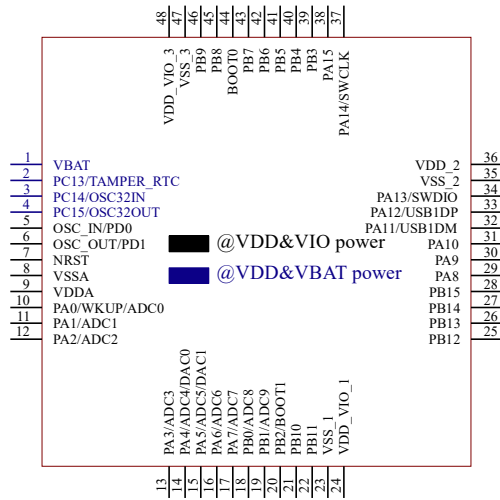 48
47
46
45
44
43
42
41
40
39
38
37
VDD_VIO_3
VSS_3
PB9
PB8
BOOT0
PB7
PB6
PB5
PB4
PB3
PA15
PA14/SWCLK
1 VBAT
2 PC13/TAMPER_RTC
3 PC14/OSC32IN
4 PC15/OSC32OUT
5 OSC_IN/PD0
6 OSC_OUT/PD1
7 NRST
8 VSSA
9 VDDA
10 PA0/WKUP/ADC0
11 PA1/ADC1
12 PA2/ADC2
@VDD&VIO power
@VDD&VBAT power
VDD_2 36
VSS_2 35
PA13/SWDIO 34
PA12/USB1DP 33
PA11/USB1DM 32
PA10 31
PA9 30
PA8 29
PB15 28
PB14 27
PB13 26
PB12 25
PA3/ADC3
PA4/ADC4/DAC0
PA5/ADC5/DAC1
PA6/ADC6
PA7/ADC7
PB0/ADC8
PB1/ADC9
PB2/BOOT1
PB10
PB11
VSS_1
VDD_VIO_1
13
14
15
16
17
18
19
20
21
22
23
24